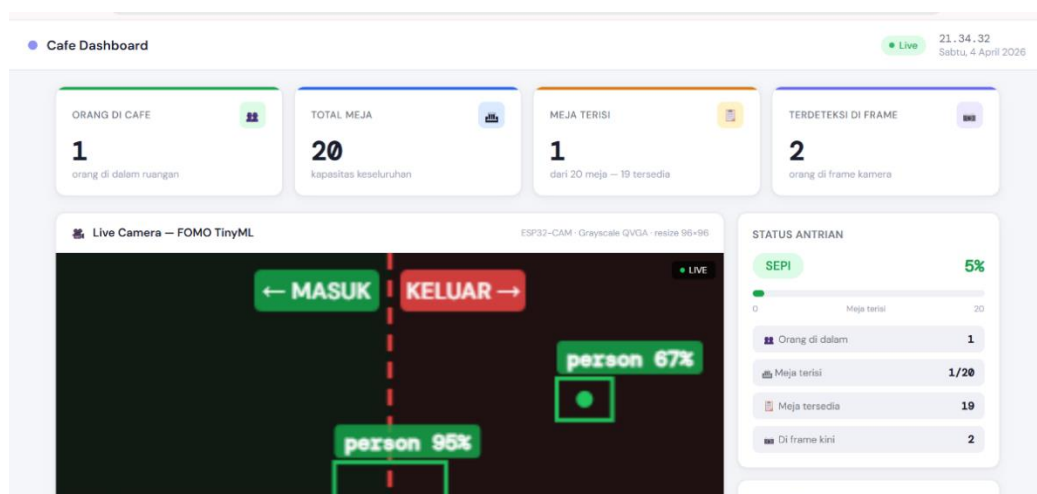 Cafe Dashboard
Live
21.34.32
Sabtu, 4 April 2026
ORANG DI CAFE
1
orang di dalam ruangan
TOTAL MEJA
20
kapasitas keseluruhan
MEJA TERISI
1
dari 20 meja — 19 tersedia
TERDETEKSI DI FRAME
2
orang di frame kamera
Live Camera — FOMO TinyML
ESP32-CAM · Grayscale QVGA · resize 96×96
LIVE
← MASUK
KELUAR →
person 67%
person 95%
STATUS ANTRIAN
SEPI
5%
0
Meja terisi
20
Orang di dalam
1
Meja terisi
1/20
Meja tersedia
19
Di frame kini
2